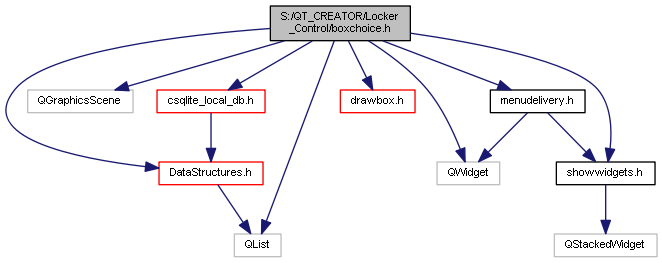 S:/QT_CREATOR/Locker
_Control/boxchoice.h
QGraphicsScene
csqlite_local_db.h
drawbox.h
menudelivery.h
DataStructures.h
QWidget
showwidgets.h
QList
QStackedWidget